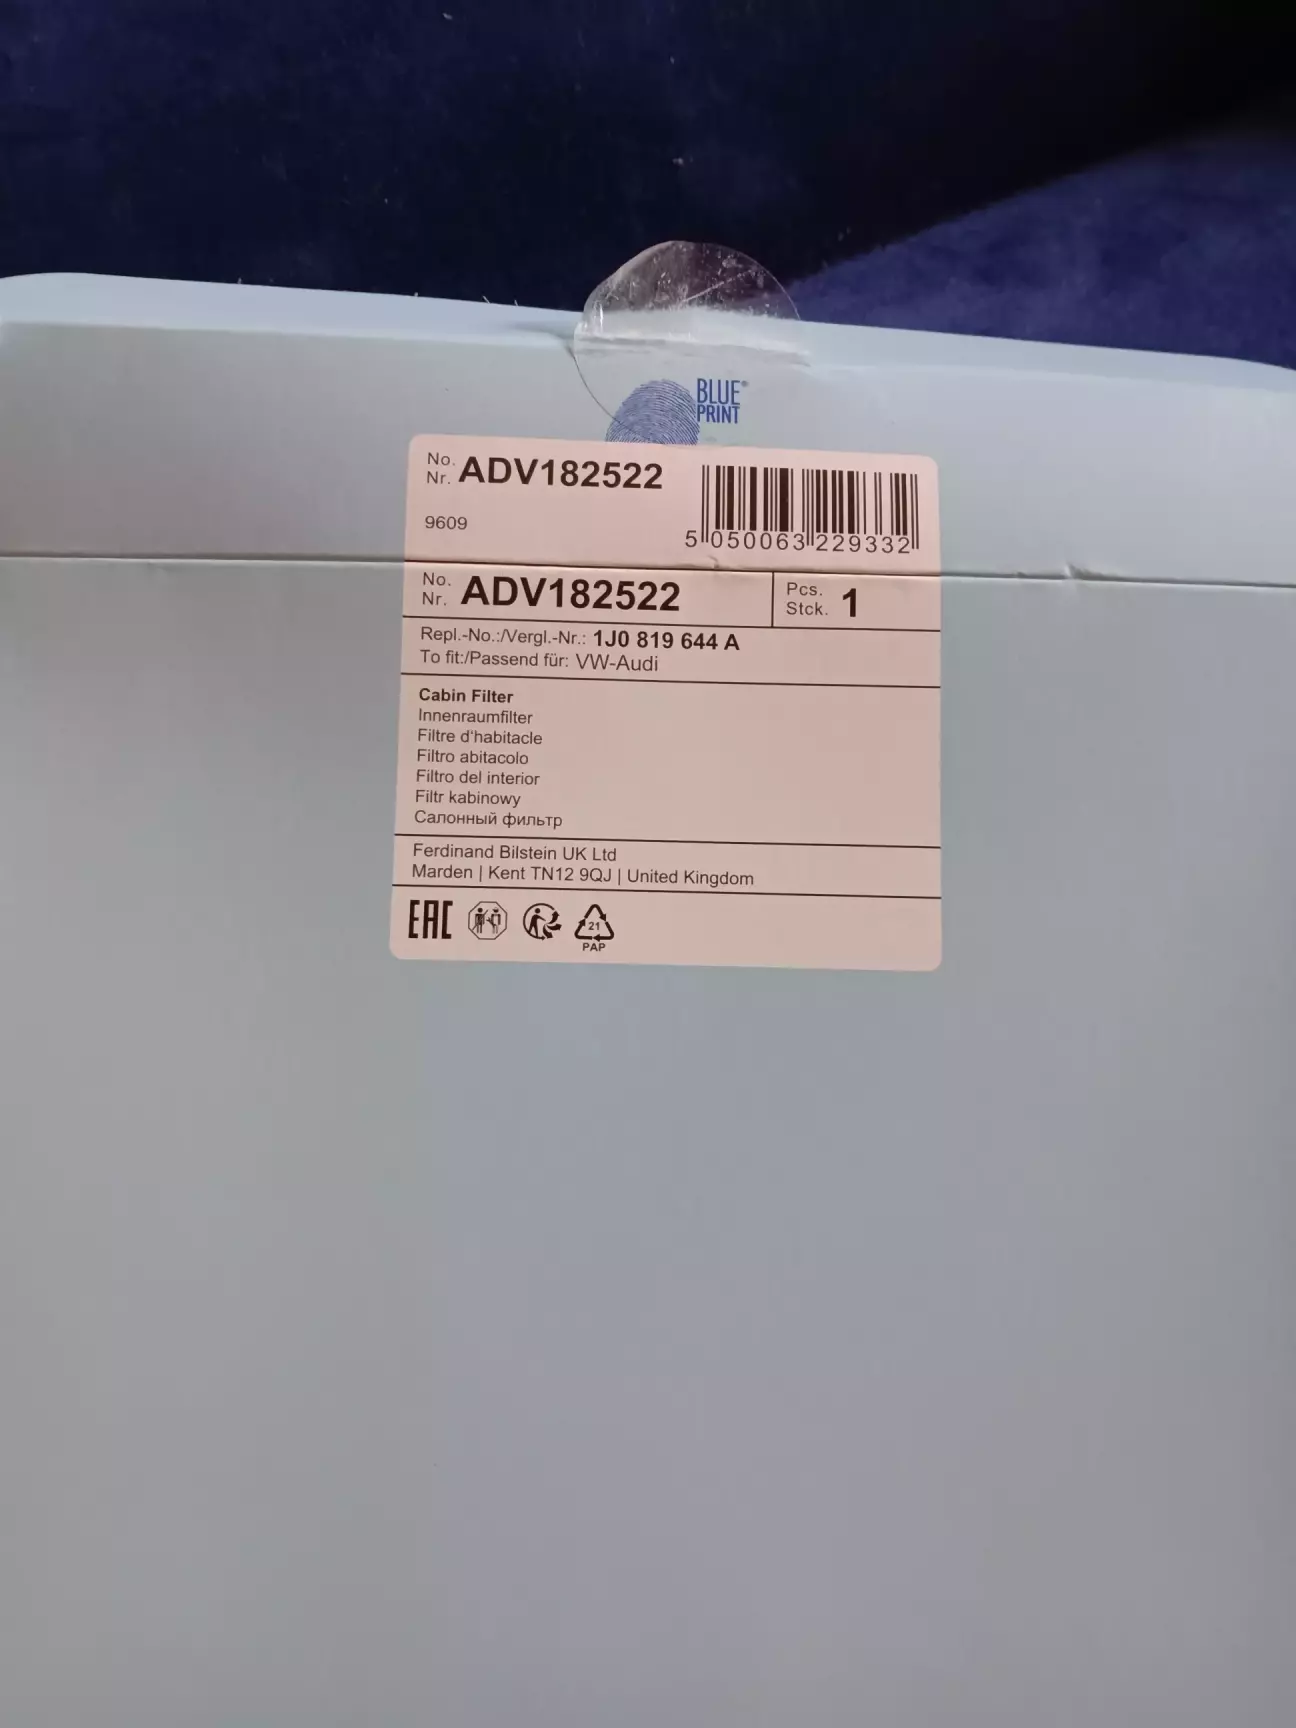 BLUE®
PRINT
No. ADV182522
Nr.
9609
5 050063 229332
No. ADV182522
Nr.
Pcs. 1
Stck.
Repl.-No.:/Vergl.-Nr.: 1J0 819 644 A
To fit:/Passend für: VW-Audi
Cabin Filter
Innenraumfilter
Filtre d'habitacle
Filtro abitacolo
Filtro del interior
Filtr kabinowy
Салонный фильтр
Ferdinand Bilstein UK Ltd
Marden | Kent TN12 9QJ | United Kingdom
EAC
21
PAP